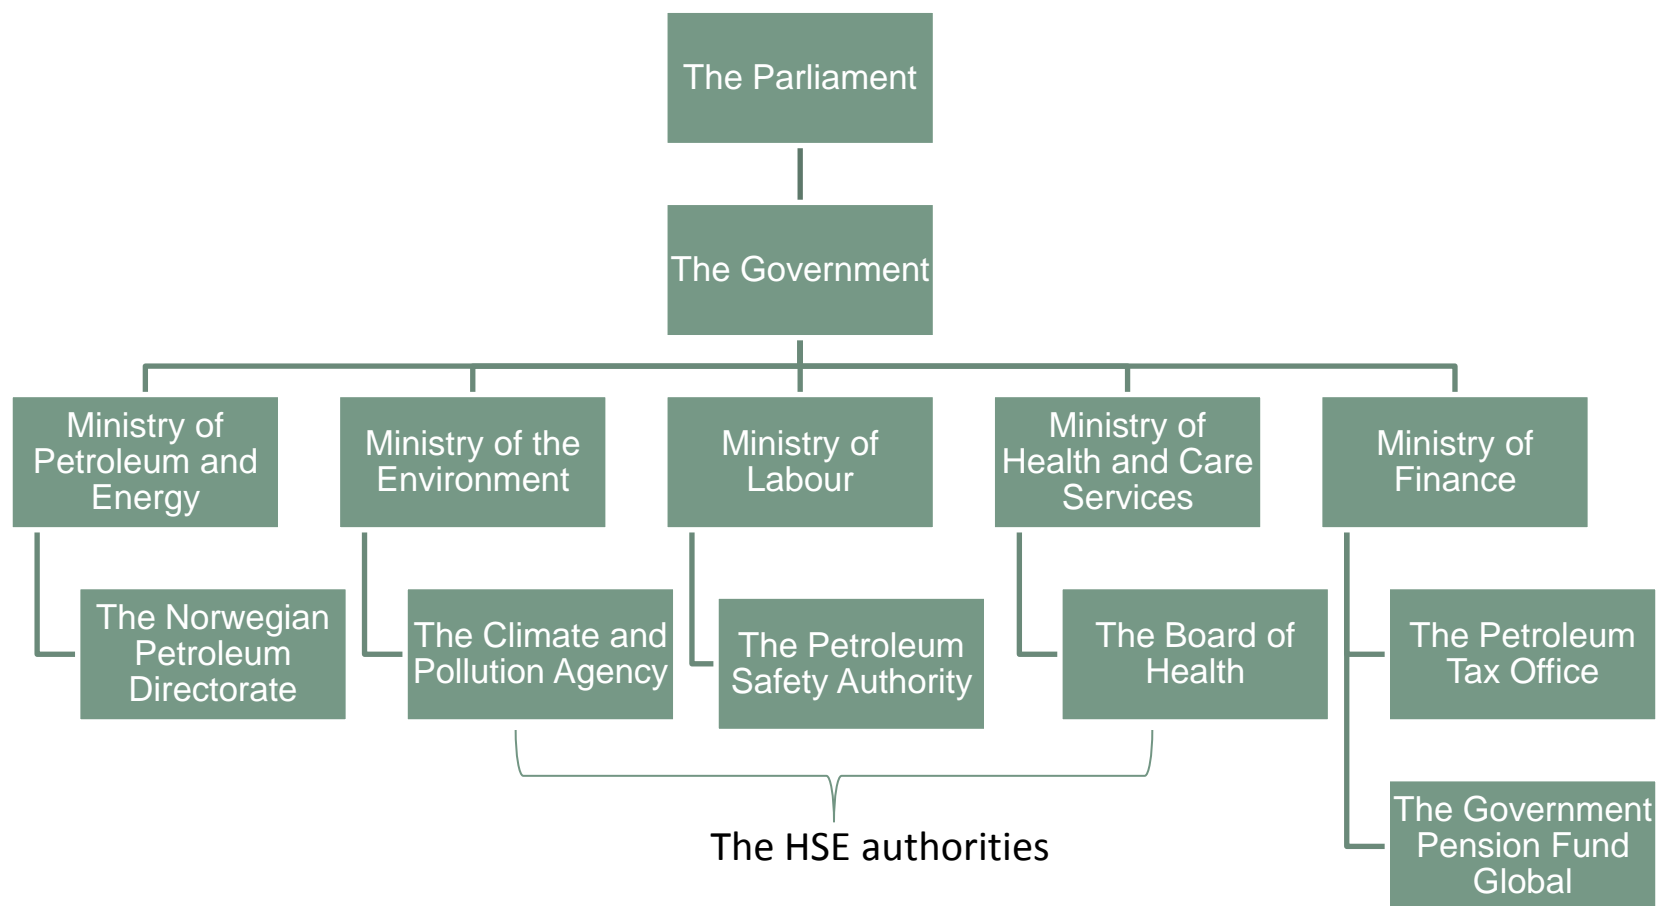 The Parliament
The Government
Ministry of
Petroleum and
Energy
Ministry of the
Environment
Ministry of
Labour
Ministry of
Health and Care
Services
Ministry of
Finance
The Norwegian
Petroleum
Directorate
The Climate and
Pollution Agency
The Petroleum
Safety Authority
The Board of
Health
The Petroleum
Tax Office
The HSE authorities
The Government
Pension Fund
Global